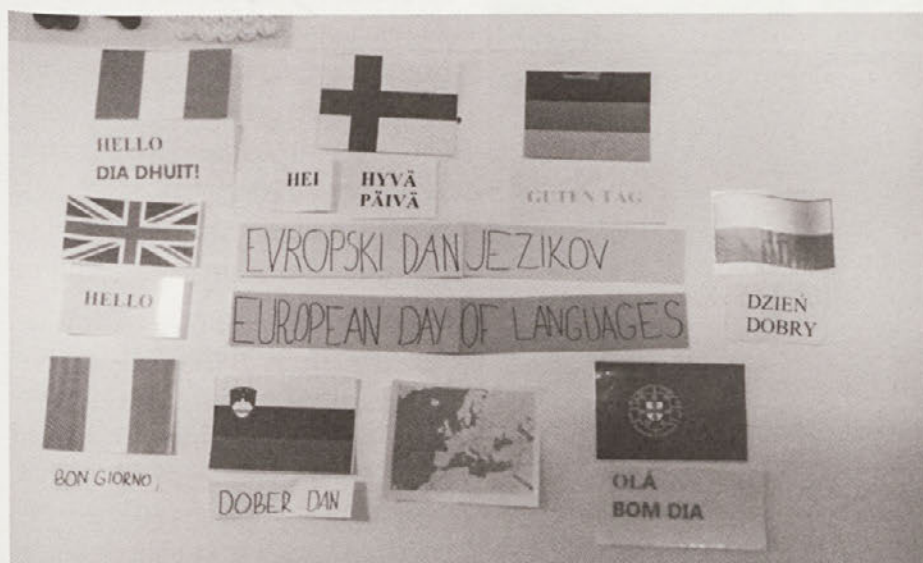 HELLO
DIA DHUIT!
HEI
HYVÄ
PÄIVÄ
GUTEN TAG
HELLO
EVROPSKI DAN JEZIKOV
EUROPEAN DAY OF LANGUAGES
DZIEŃ
DOBRY
BON GIORNO,
DOBER DAN
OLÁ
BOM DIA